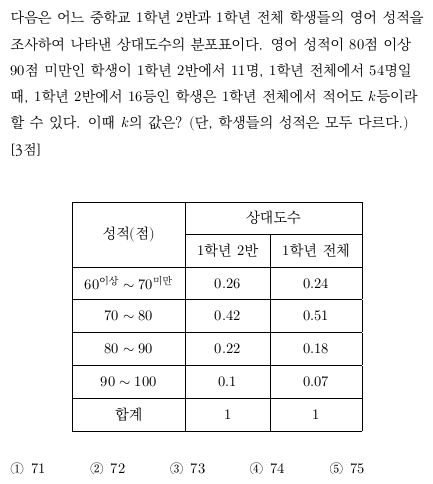 다음은 어느 중학교 1학년 2반과 1학년 전체 학생들의 영어 성적을
조사하여 나타낸 상대도수의 분포표이다. 영어 성적이 80점 이상
90점 미만인 학생이 1학년 2반에서 11명, 1학년 전체에서 54명일
때, 1학년 2반에서 16등인 학생은 1학년 전체에서 적어도 k등이라
할 수 있다. 이때 k의 값은? (단, 학생들의 성적은 모두 다르다.)
[3점]
성적(점) 상대도수
1학년 2반 1학년 전체
60이상 ~ 70미만 0.26 0.24
70 ~ 80 0.42 0.51
80 ~ 90 0.22 0.18
90 ~ 100 0.1 0.07
합계 1 1
① 71 ② 72 ③ 73 ④ 74 ⑤ 75